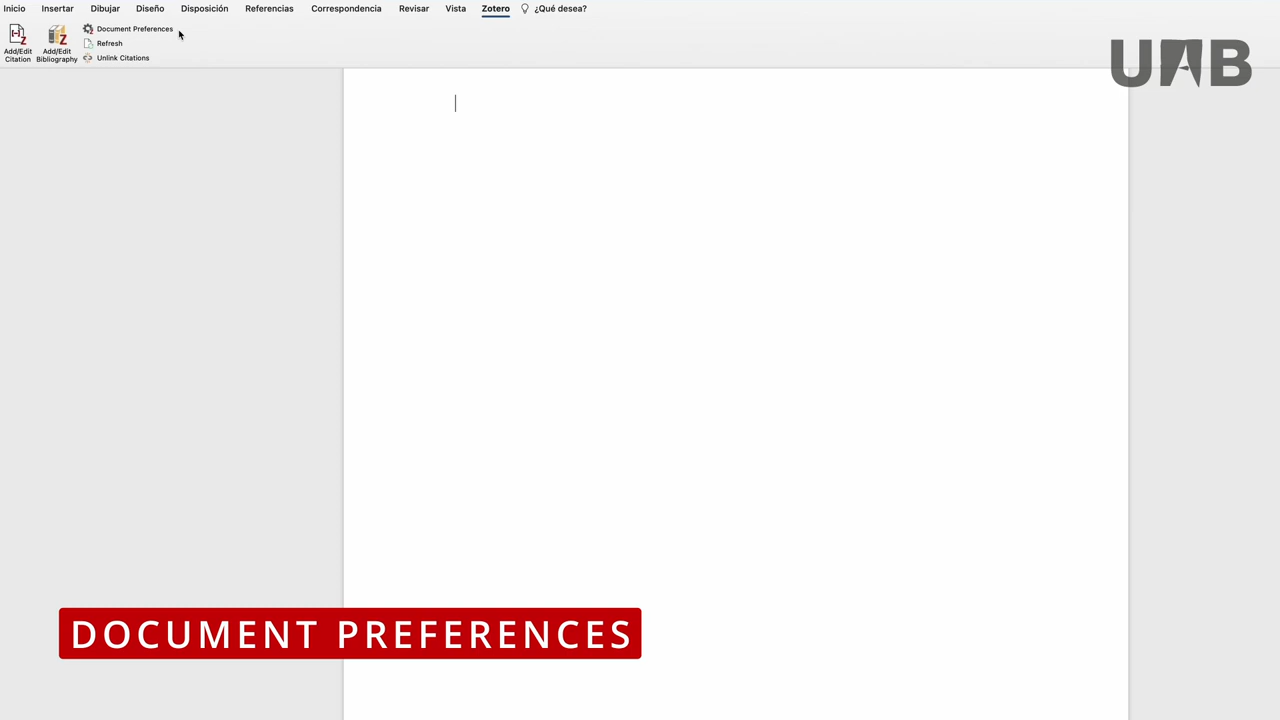 Inicio Insertar Dibujar Diseño Disposición Referencias Correspondencia Revisar Vista Zotero ¿Qué desea?
Add/Edit Citation
Add/Edit Bibliography
Document Preferences
Refresh
Unlink Citations
UAB
DOCUMENT PREFERENCES